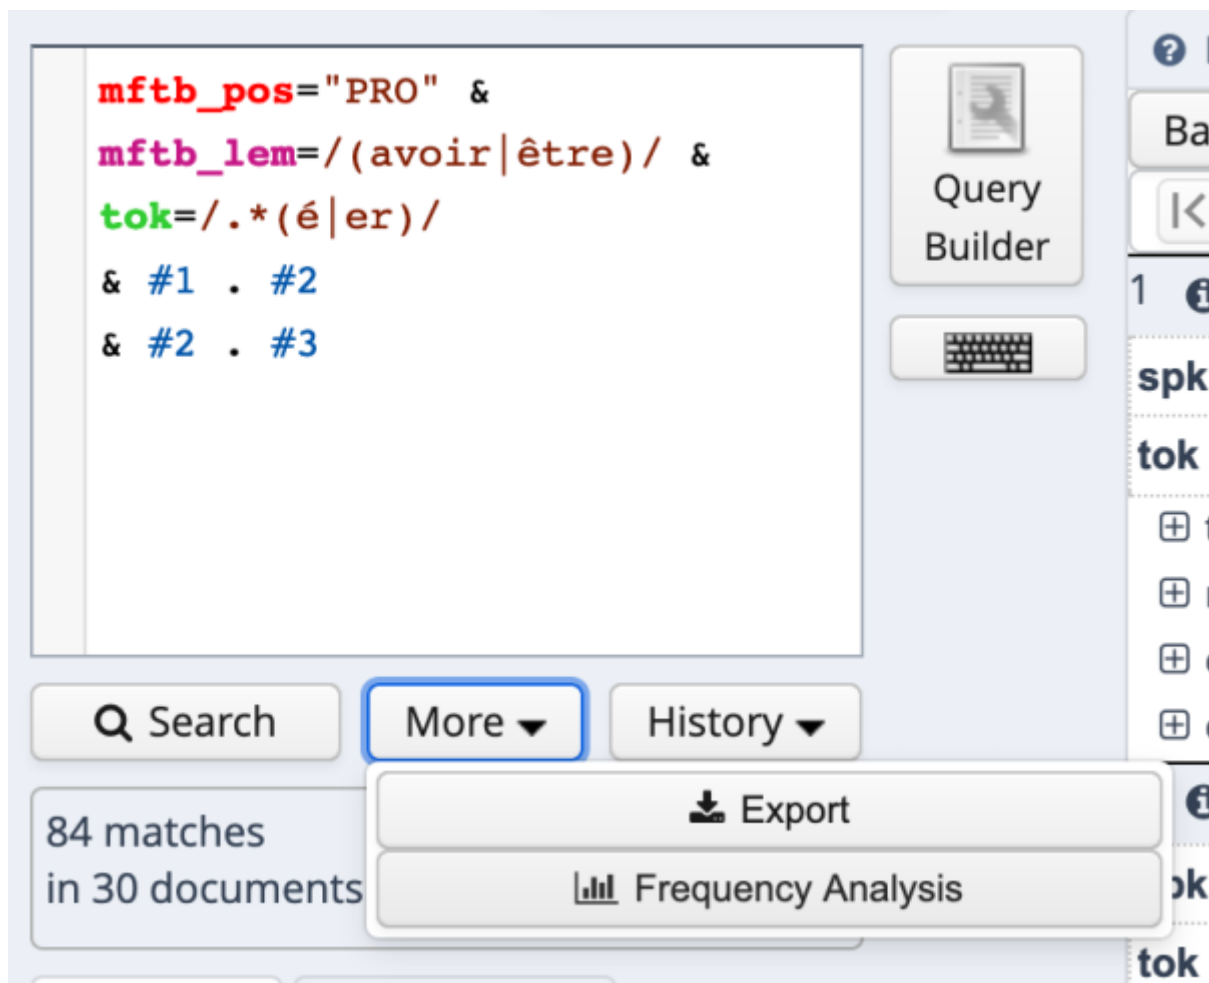 mftb_pos="PRO" &
mftb_lem=/(avoir|être)/ &
tok=/.*(é|er)/
& #1 . #2
& #2 . #3
Query
Builder
Search
More
History
Export
Frequency Analysis
84 matches
in 30 documents
Ba
1
spk
tok
tok